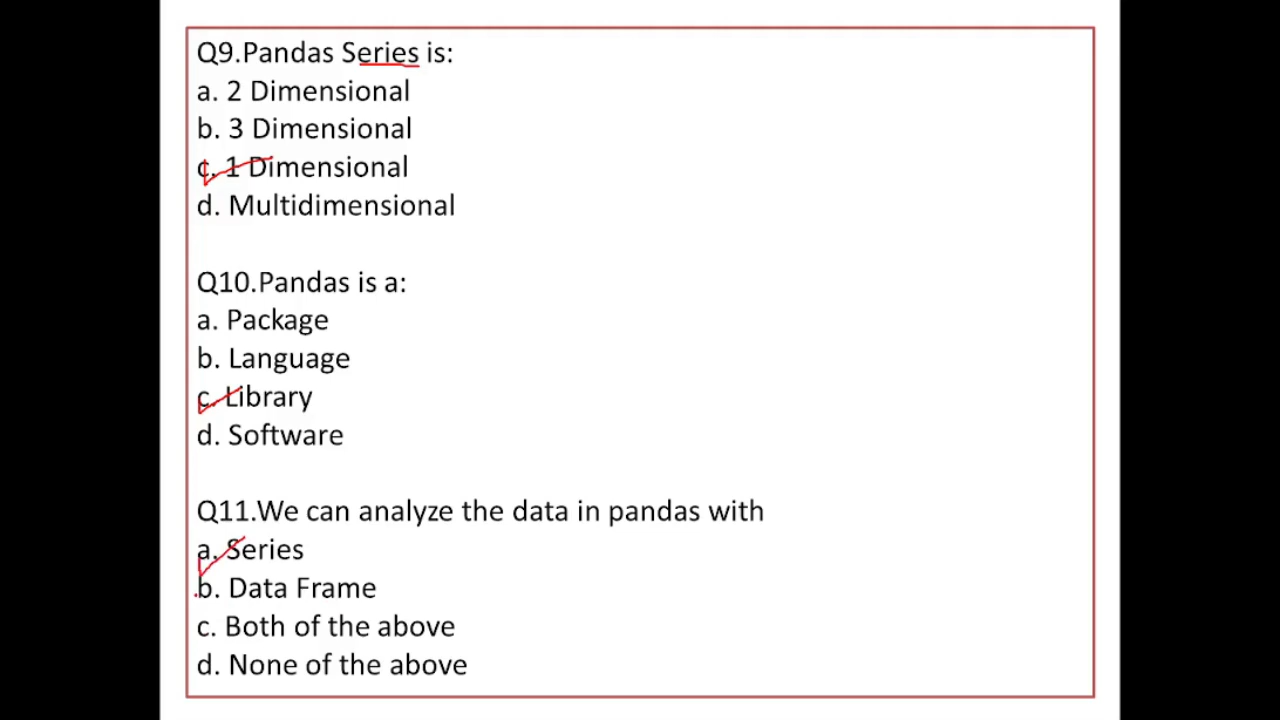 Q9.Pandas Series is:
a. 2 Dimensional
b. 3 Dimensional
c. 1 Dimensional
d. Multidimensional
Q10.Pandas is a:
a. Package
b. Language
c. Library
d. Software
Q11.We can analyze the data in pandas with
a. Series
b. Data Frame
c. Both of the above
d. None of the above